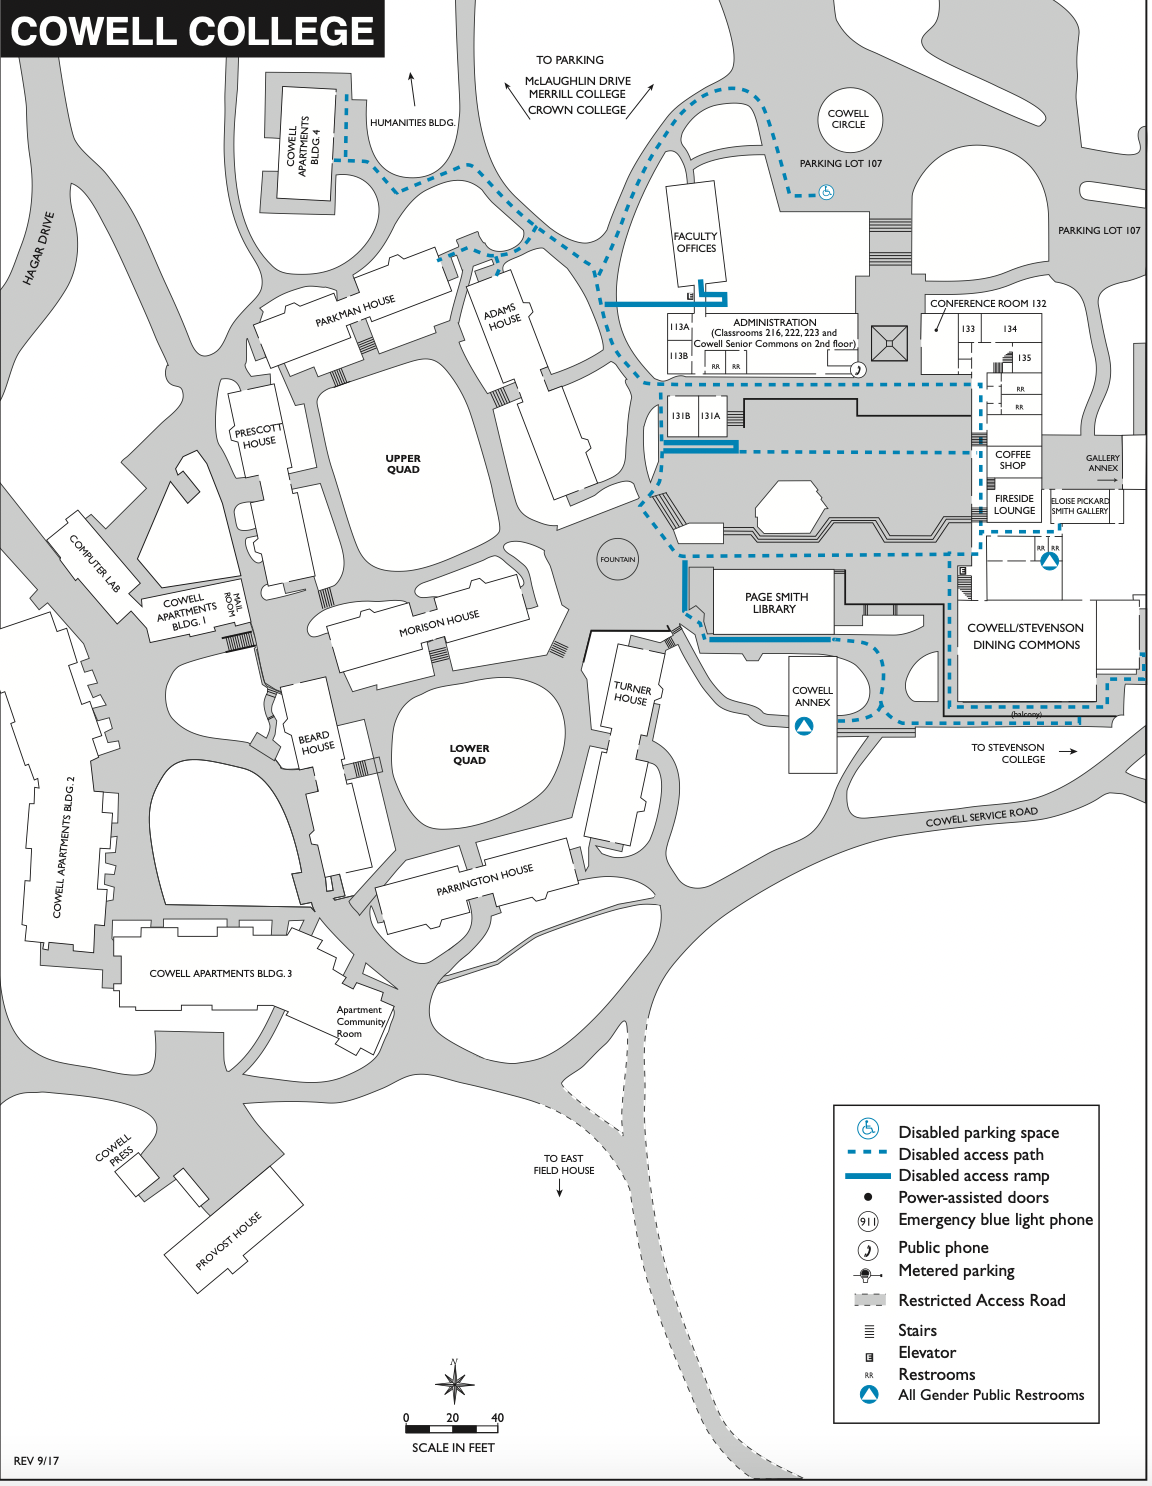 COWELL COLLEGE
TO PARKING
McLAUGHLIN DRIVE
MERRILL COLLEGE
CROWN COLLEGE
HUMANITIES BLDG.
COWELL
APARTMENTS
BLDG. 4
COWELL
CIRCLE
PARKING LOT 107
PARKING LOT 107
HAGAR DRIVE
FACULTY
OFFICES
E
PARKMAN HOUSE
ADAMS
HOUSE
CONFERENCE ROOM 132
113A
ADMINISTRATION
(Classrooms 216, 222, 223 and
Cowell Senior Commons on 2nd floor)
113B
RR
RR
133
134
135
RR
RR
131B
131A
PRESCOTT
HOUSE
UPPER
QUAD
COFFEE
SHOP
GALLERY
ANNEX
FIRESIDE
LOUNGE
ELOISE PICKARD
SMITH GALLERY
COMPUTER LAB
FOUNTAIN
RR
RR
E
COWELL
APARTMENTS
BLDG. 1
MAIL
ROOM
MORISON HOUSE
PAGE SMITH
LIBRARY
COWELL/STEVENSON
DINING COMMONS
TURNER
HOUSE
COWELL
ANNEX
(balcony)
BEARD
HOUSE
LOWER
QUAD
TO STEVENSON
COLLEGE
COWELL SERVICE ROAD
COWELL APARTMENTS BLDG. 2
PARRINGTON HOUSE
COWELL APARTMENTS BLDG. 3
Apartment
Community
Room
COWELL
PRESS
TO EAST
FIELD HOUSE
PROVOST HOUSE
Disabled parking space
Disabled access path
Disabled access ramp
Power-assisted doors
911
Emergency blue light phone
Public phone
Metered parking
Restricted Access Road
Stairs
E
Elevator
RR
Restrooms
All Gender Public Restrooms
N
0 20 40
SCALE IN FEET
REV 9/17